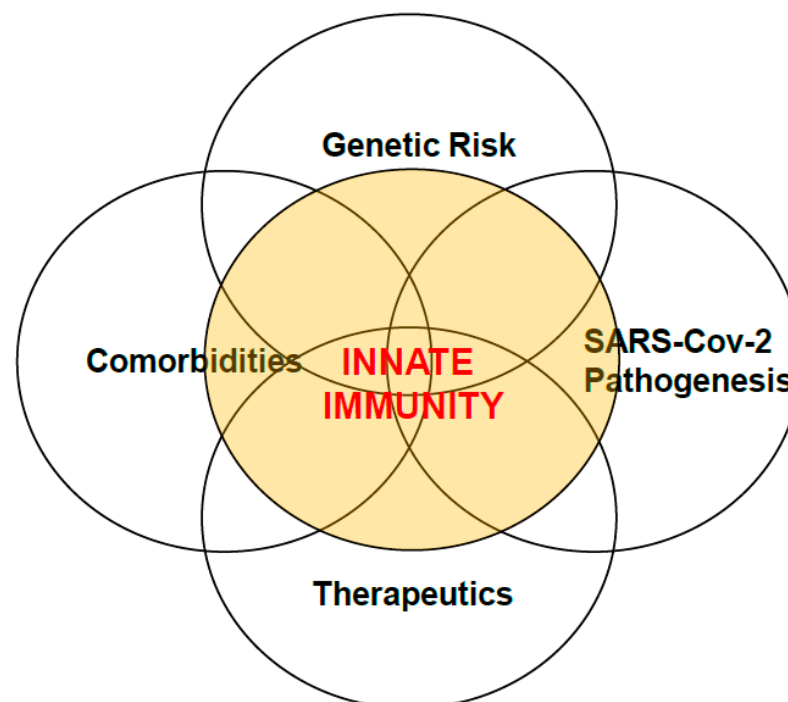 Genetic Risk
Comorbidities
INNATE
IMMUNITY
SARS-Cov-2
Pathogenesis
Therapeutics